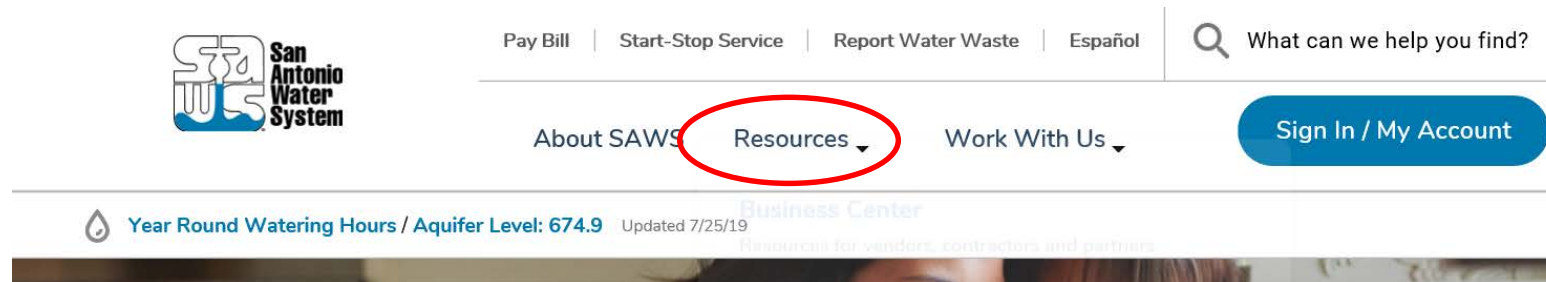 SAWS
San
Antonio
Water
System
Pay Bill | Start-Stop Service | Report Water Waste | Español
What can we help you find?
About SAWS Resources Work With Us
Sign In / My Account
Year Round Watering Hours / Aquifer Level: 674.9 Updated 7/25/19
Business Center
Resources for vendors, contractors and partners